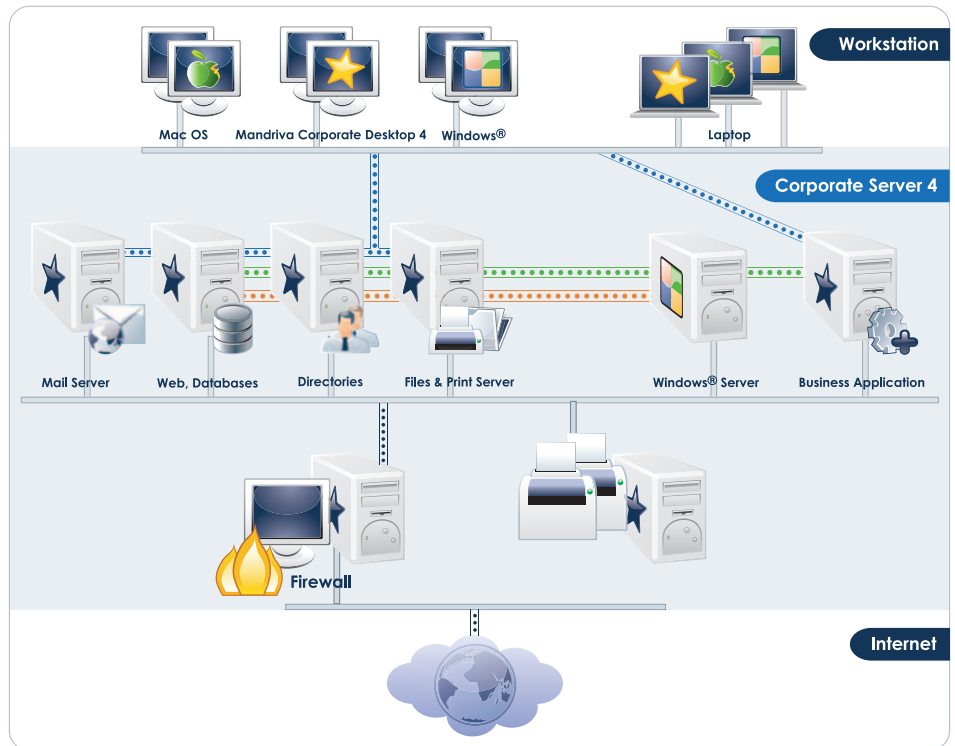 Workstation
Mac OS
Mandriva Corporate Desktop 4
Windows®
Laptop
Corporate Server 4
Mail Server
Web, Databases
Directories
Files & Print Server
Windows® Server
Business Application
Firewall
Internet